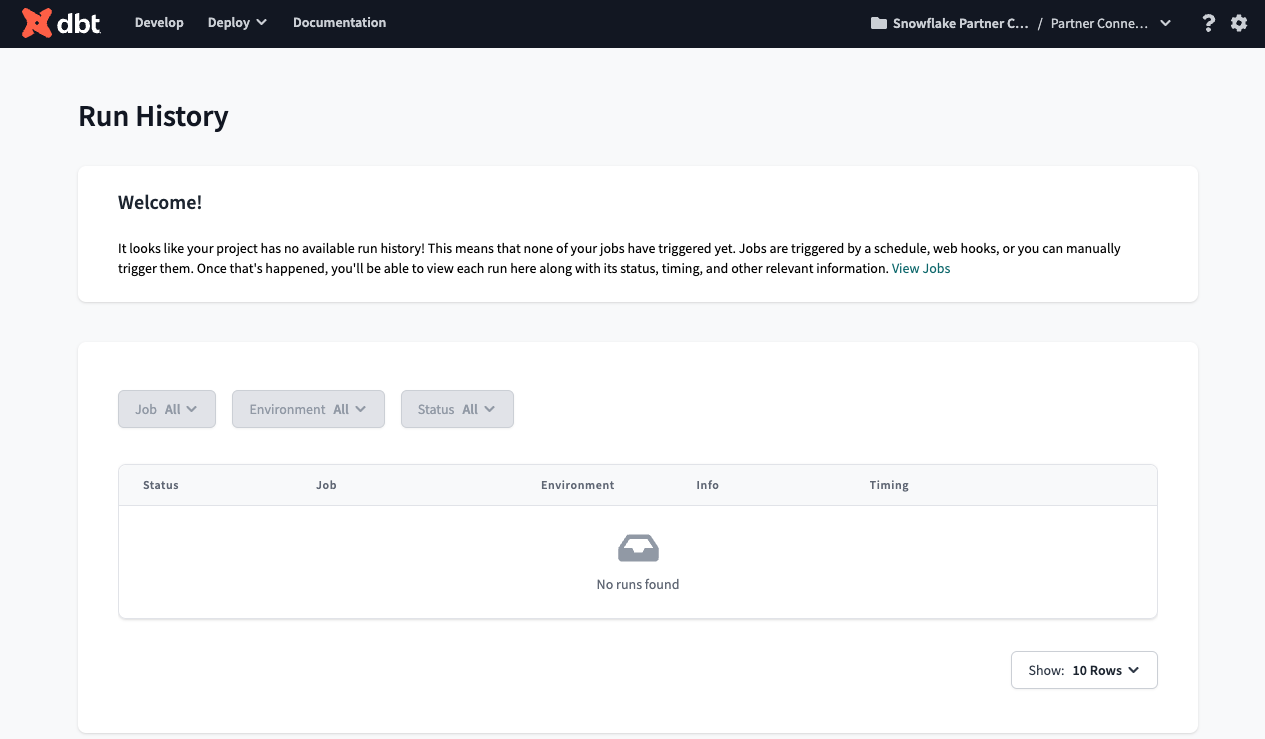 dbt Develop Deploy Documentation Snowflake Partner C... / Partner Conne... ?
Run History
Welcome!
It looks like your project has no available run history! This means that none of your jobs have triggered yet. Jobs are triggered by a schedule, web hooks, or you can manually
trigger them. Once that's happened, you'll be able to view each run here along with its status, timing, and other relevant information. View Jobs
Job All Environment All Status All
Status Job Environment Info Timing
No runs found
Show: 10 Rows